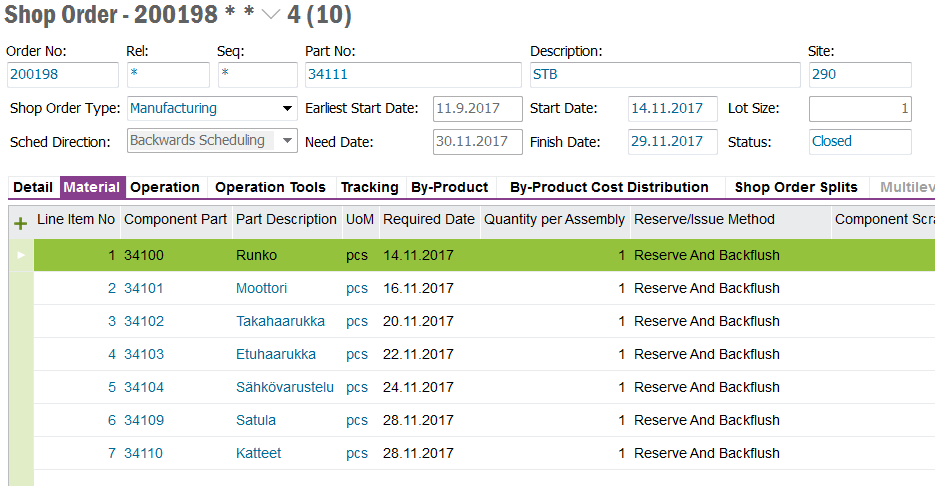 Shop Order - 200198 * * 4 (10)
Order No: Rel: Seq: Part No: Description: Site:
200198 * * 34111 STB 290
Shop Order Type: Manufacturing Earliest Start Date: 11.9.2017 Start Date: 14.11.2017 Lot Size: 1
Sched Direction: Backwards Scheduling Need Date: 30.11.2017 Finish Date: 29.11.2017 Status: Closed
Detail Material Operation Operation Tools Tracking By-Product By-Product Cost Distribution Shop Order Splits Multilev
Line Item No Component Part Part Description UoM Required Date Quantity per Assembly Reserve/Issue Method Component Scra
1 34100 Runko pcs 14.11.2017 1 Reserve And Backflush
2 34101 Moottori pcs 16.11.2017 1 Reserve And Backflush
3 34102 Takahaarukka pcs 20.11.2017 1 Reserve And Backflush
4 34103 Etuhaarukka pcs 22.11.2017 1 Reserve And Backflush
5 34104 Sähkövarustelu pcs 24.11.2017 1 Reserve And Backflush
6 34109 Satula pcs 28.11.2017 1 Reserve And Backflush
7 34110 Katteet pcs 28.11.2017 1 Reserve And Backflush